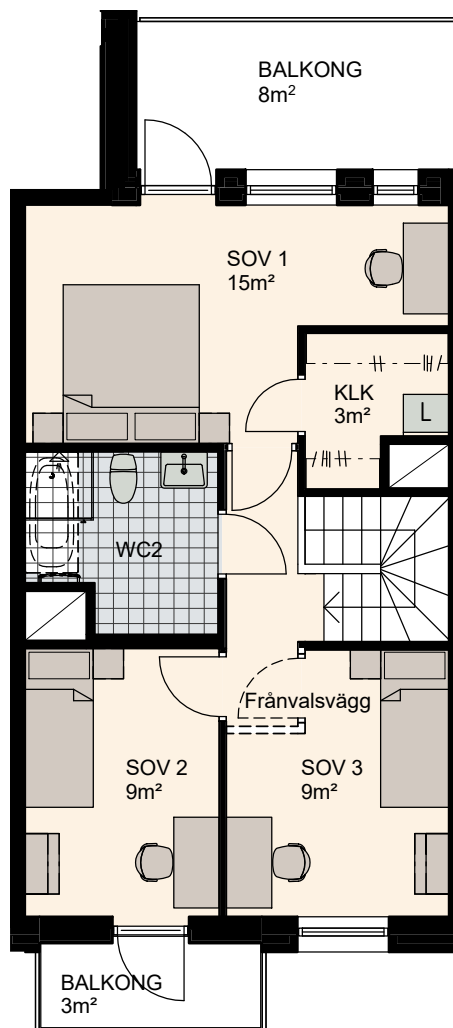 BALKONG
8m²
SOV 1
15m²
KLK
3m²
L
WC2
Frånvalsvägg
SOV 2
9m²
SOV 3
9m²
BALKONG
3m²